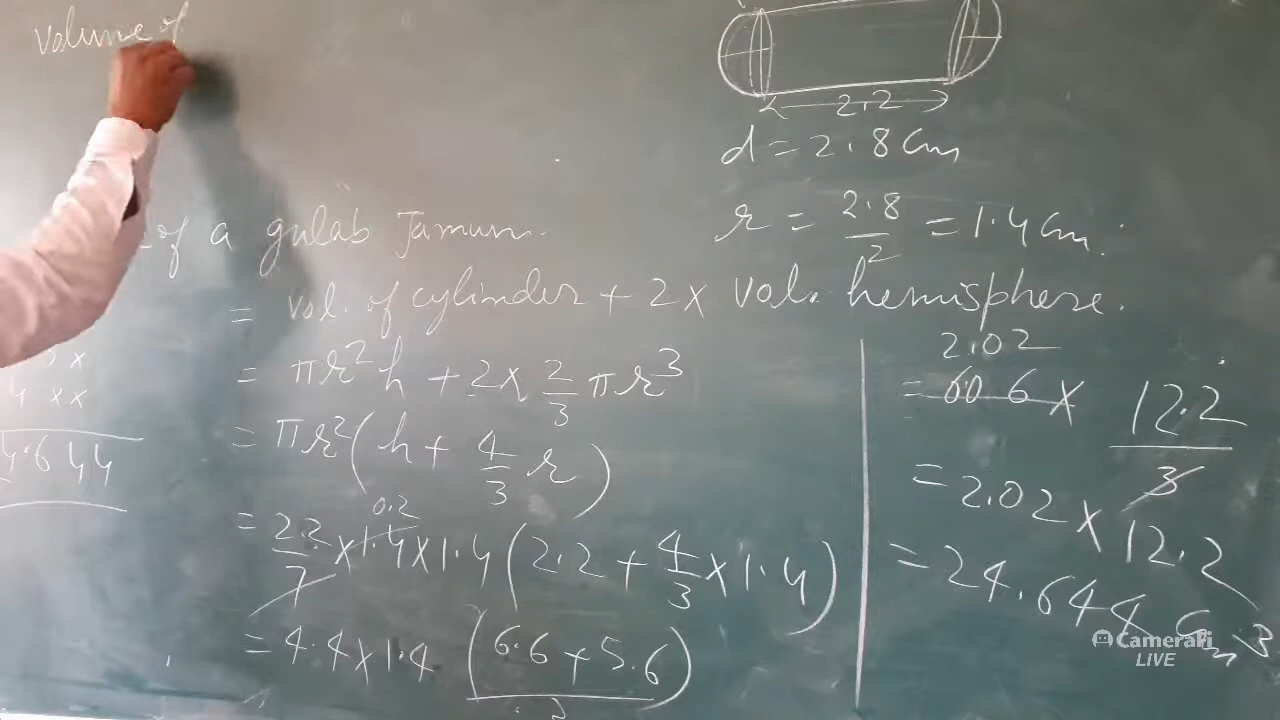 Volume of
2.2
d = 2.8 Cm
r = 2.8/2 = 1.4 Cm.
of a gulab Jamun.
= vol. of cylinder + 2 x vol. hemisphere.
= πr²h + 2 x 2/3 πr³
= πr²(h + 4/3 r)
0.2
= 22/7 x 1.4 x 1.4 (2.2 + 4/3 x 1.4)
= 4.4 x 1.4 (6.6 + 5.6)
2.02
= 60 6 x 12.2/3
= 2.02 x 12.2
= 24.644 Cm3
x
4 x x
4.644
CameraFi
LIVE